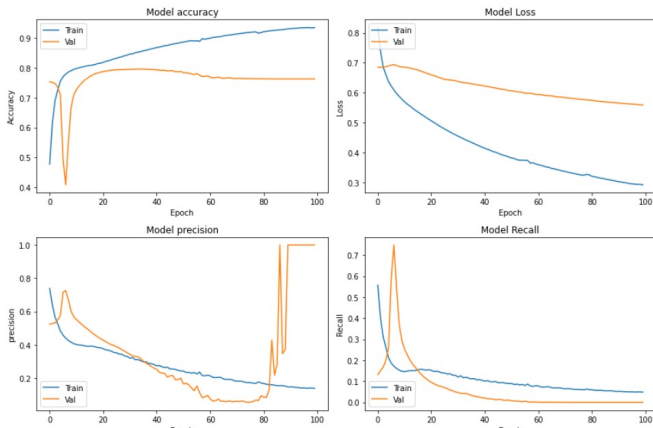 Model accuracy
Train
Val
0.9
0.8
0.7
0.6
0.5
0.4
Accuracy
0 20 40 60 80 100
Epoch
Model Loss
Train
Val
0.8
0.7
0.6
0.5
0.4
0.3
Loss
0 20 40 60 80 100
Epoch
Model precision
1.0
0.8
0.6
0.4
0.2
precision
Train
Val
0 20 40 60 80 100
Model Recall
0.7
0.6
0.5
0.4
0.3
0.2
0.1
0.0
Recall
Train
Val
0 20 40 60 80 100